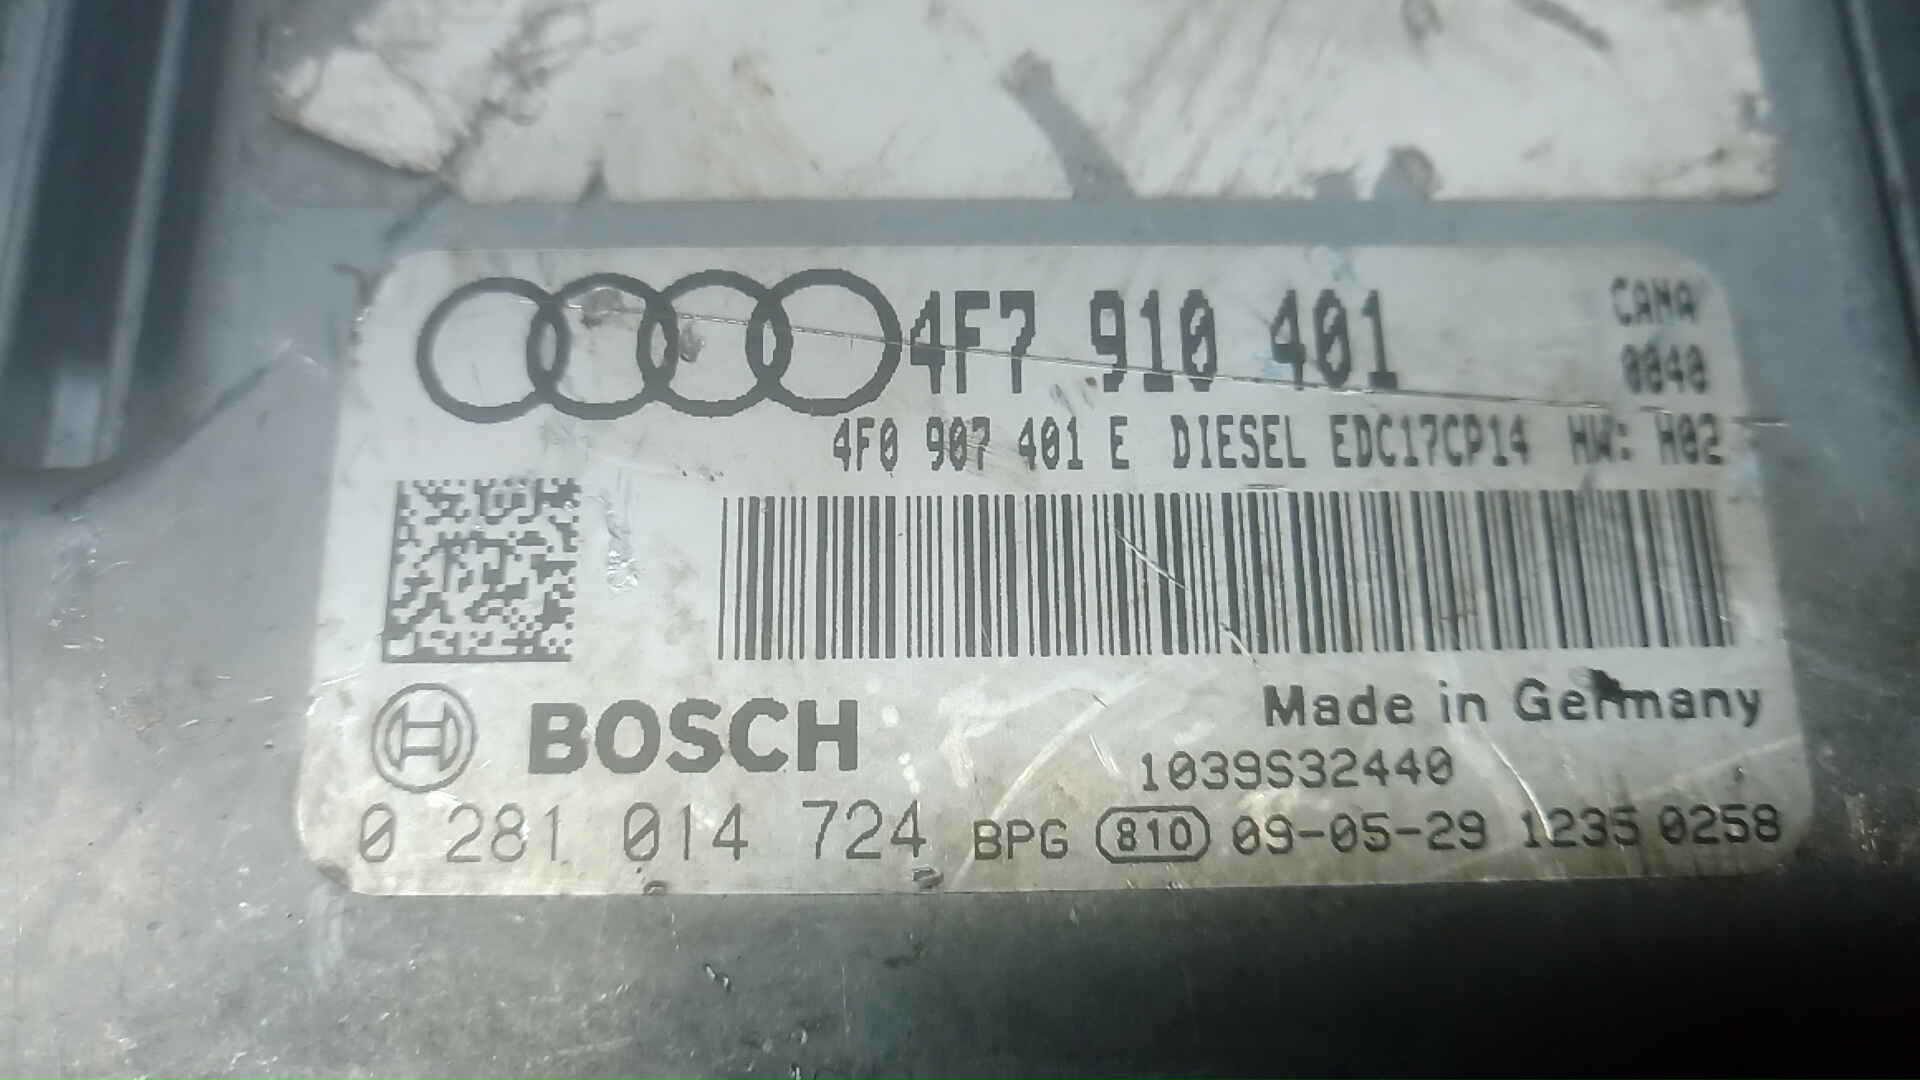 4F7 910 401 CANA
0040
4F0 907 401 E DIESEL EDC17CP14 HW: H02
BOSCH Made in Germany
1039S32440
0 281 014 724 BPG 810 09-05-29 1235 0258